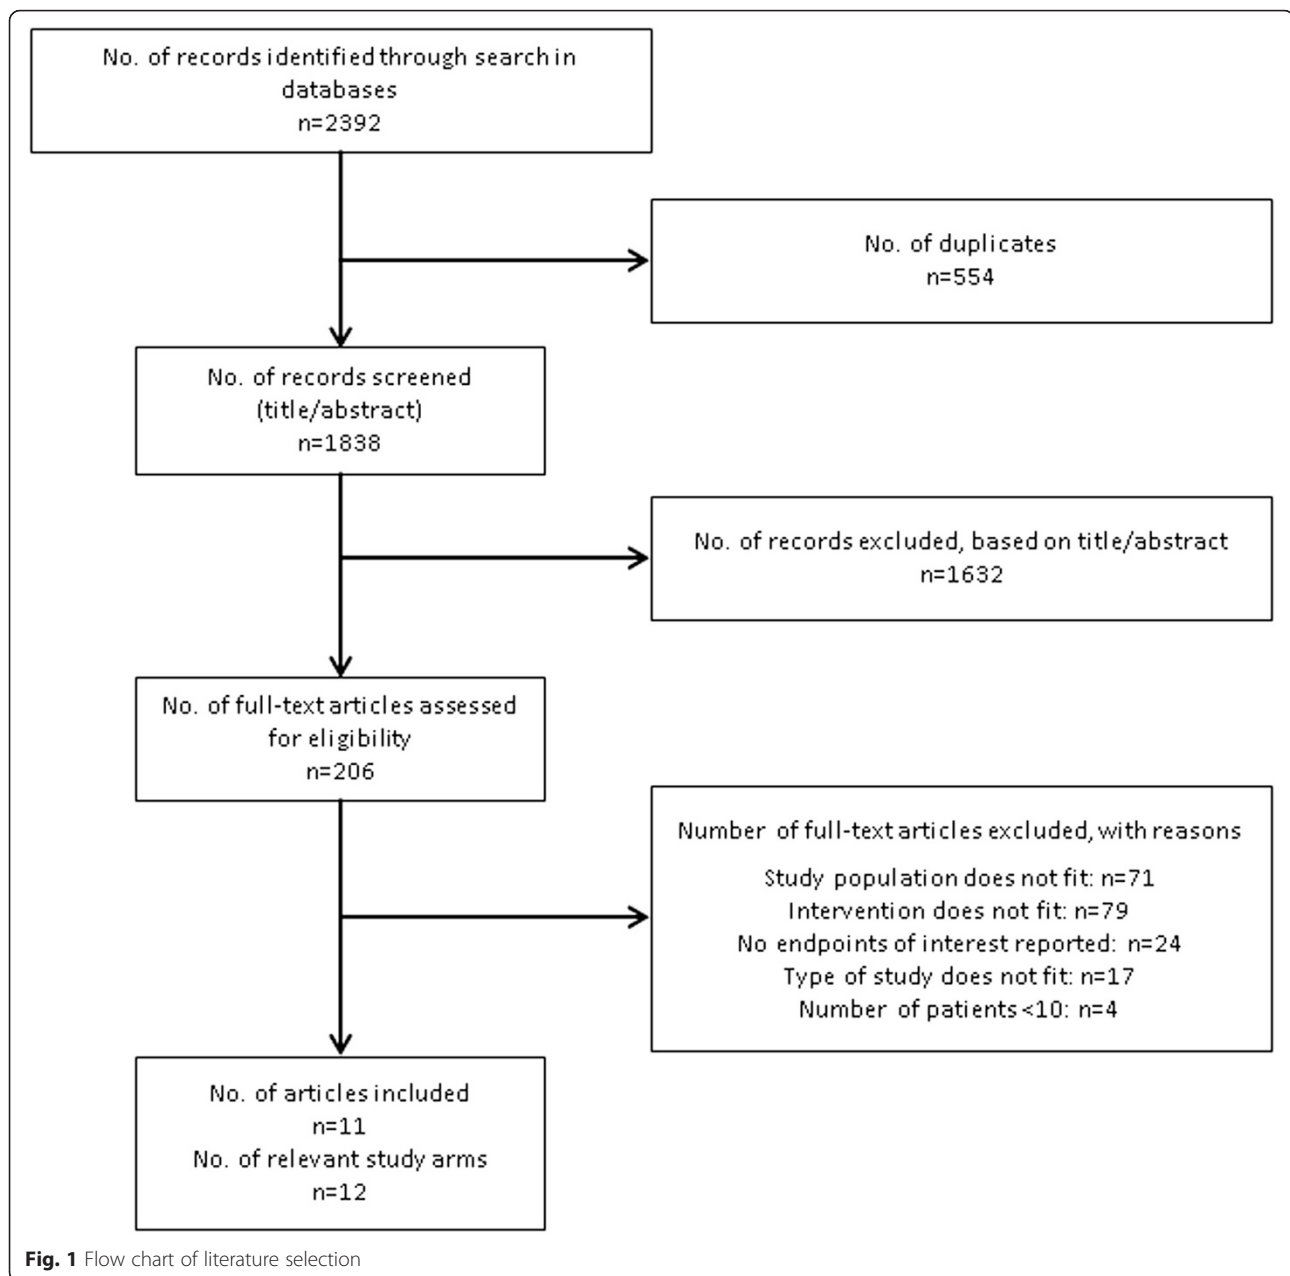 No. of records identified through search in
databases
n=2392
No. of duplicates
n=554
No. of records screened
(title/abstract)
n=1838
No. of records excluded, based on title/abstract
n=1632
No. of full-text articles assessed
for eligibility
n=206
Number of full-text articles excluded, with reasons
Study population does not fit: n=71
Intervention does not fit: n=79
No endpoints of interest reported: n=24
Type of study does not fit: n=17
Number of patients <10: n=4
No. of articles included
n=11
No. of relevant study arms
n=12
Fig. 1 Flow chart of literature selection